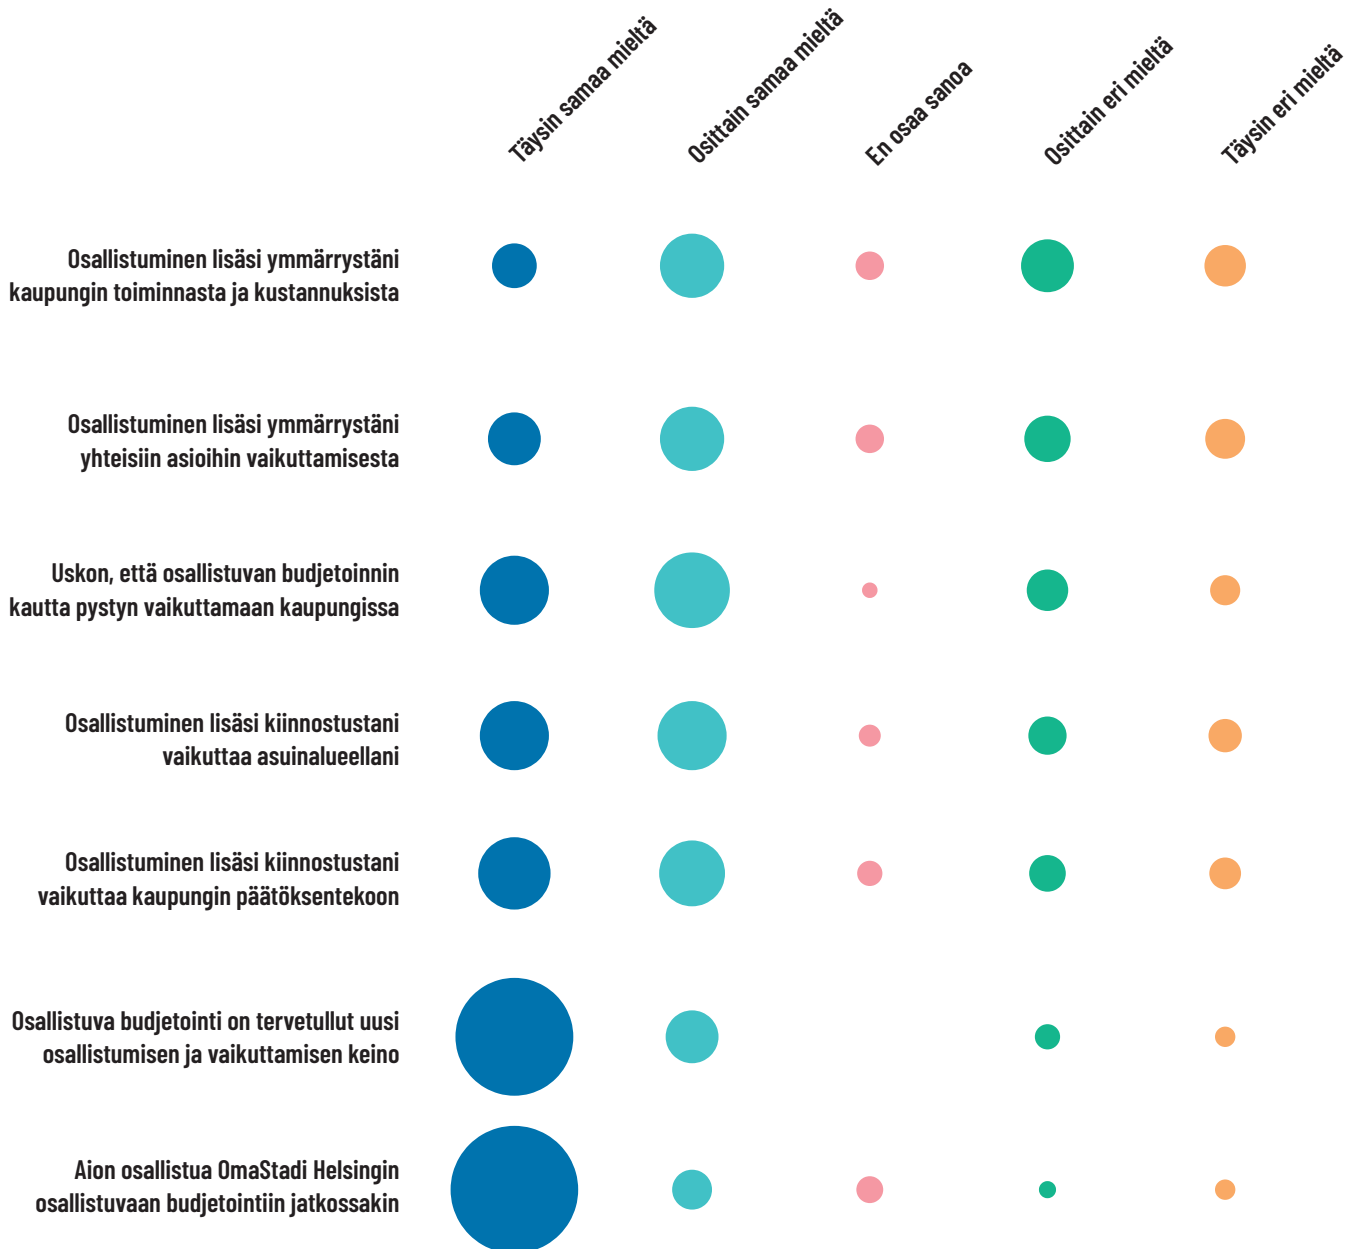 Täysin samaa mieltä
Osittain samaa mieltä
En osaa sanoa
Osittain eri mieltä
Täysin eri mieltä
Osallistuminen lisäsi ymmärrystäni
kaupungin toiminnasta ja kustannuksista
Osallistuminen lisäsi ymmärrystäni
yhteisiin asioihin vaikuttamisesta
Uskon, että osallistuvan budjetoinnin
kautta pystyn vaikuttamaan kaupungissa
Osallistuminen lisäsi kiinnostustani
vaikuttaa asuinalueellani
Osallistuminen lisäsi kiinnostustani
vaikuttaa kaupungin päätöksentekoon
Osallistuva budjetointi on tervetullut uusi
osallistumisen ja vaikuttamisen keino
Aion osallistua OmaStadi Helsingin
osallistuvaan budjetointiin jatkossakin